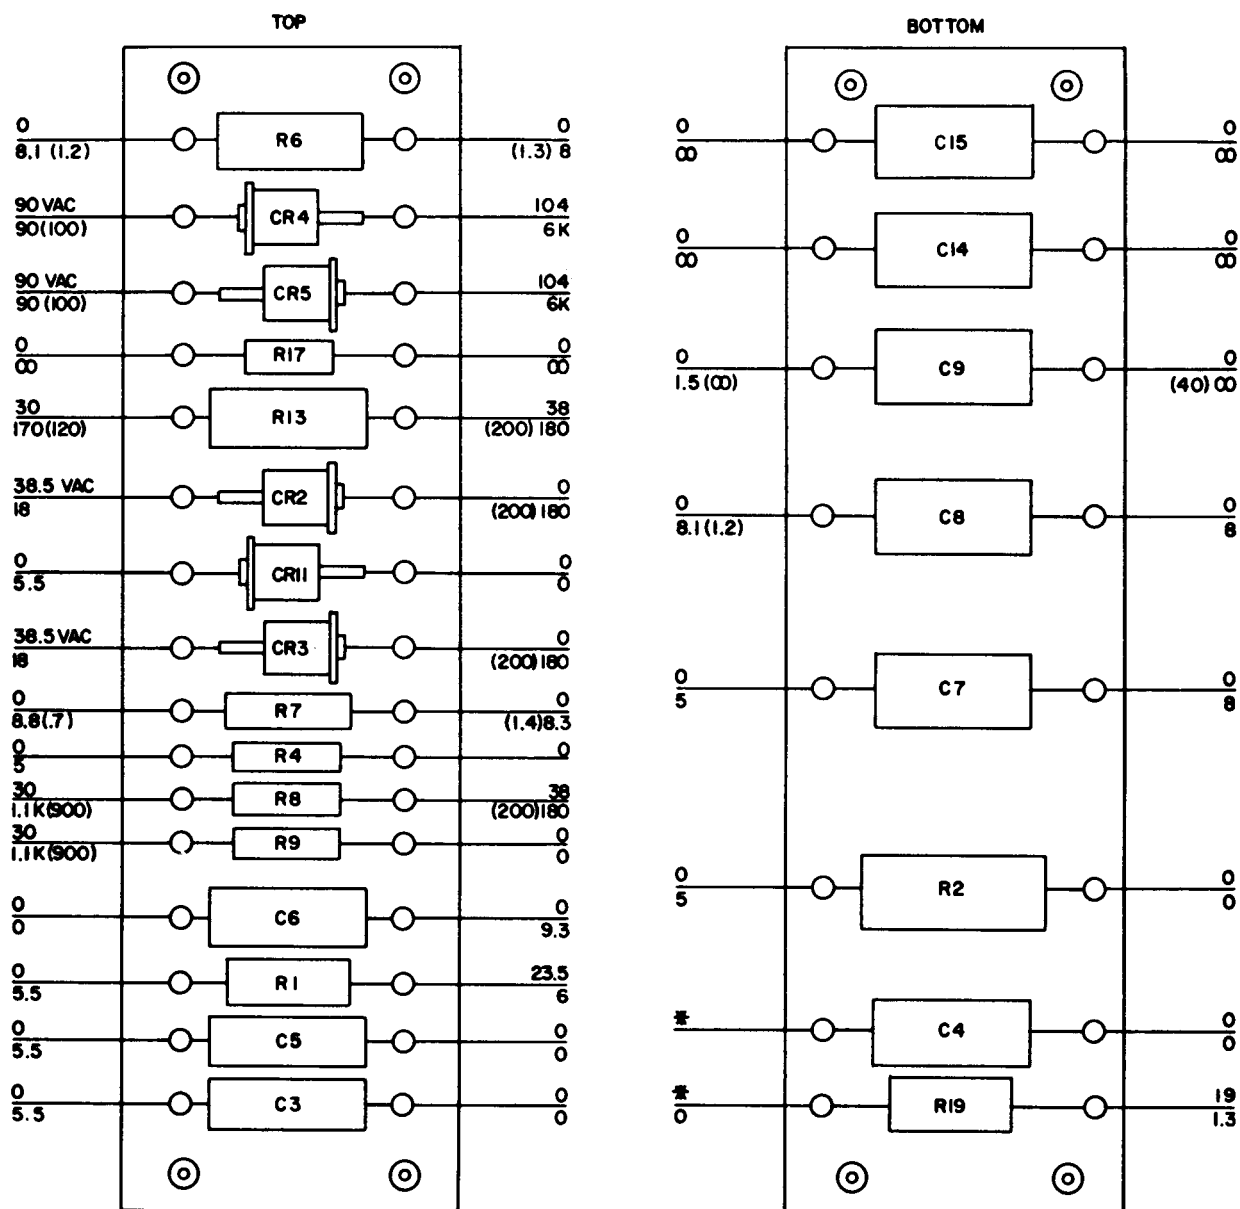 TOP
0 R6 0
8.1 (1.2) (1.3) 8
90 VAC CR4 104
90(100) 6K
90 VAC CR5 104
90 (100) 6K
0 R17 0
∞ ∞
30 R13 38
170(120) (200) 180
38.5 VAC CR2 0
18 (200) 180
0 CR11 0
5.5 0
38.5 VAC CR3 0
18 (200) 180
0 R7 0
8.8(.7) (1.4)8.3
0 R4 0
5
30 R8 38
1.1K(900) (200)180
30 R9 0
1.1K(900) 0
0 C6 0
0 9.3
0 R1 23.5
5.5 6
0 C5 0
5.5 0
0 C3 0
5.5 0
BOTTOM
0 C15 0
∞ ∞
0 C14 0
∞ ∞
0 C9 0
1.5 (∞) (40) ∞
0 C8 0
8.1 (1.2) 8
0 C7 0
5 8
0 R2 0
5 0
* C4 0
0
* R19 19
0 1.3